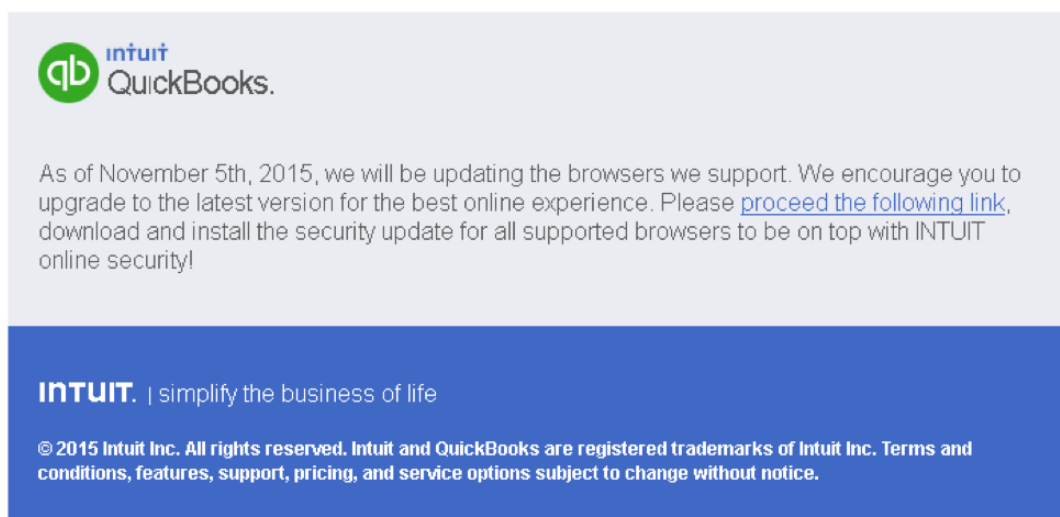 qb
intuit
QuickBooks.
As of November 5th, 2015, we will be updating the browsers we support. We encourage you to
upgrade to the latest version for the best online experience. Please proceed the following link,
download and install the security update for all supported browsers to be on top with INTUIT
online security!
INTUIT. | simplify the business of life
© 2015 Intuit Inc. All rights reserved. Intuit and QuickBooks are registered trademarks of Intuit Inc. Terms and
conditions, features, support, pricing, and service options subject to change without notice.